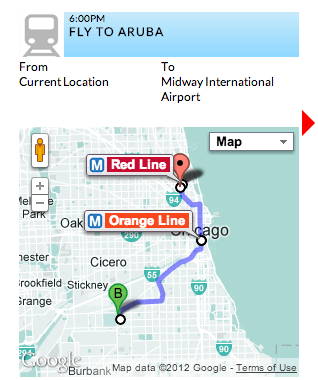 6:00PM
FLY TO ARUBA
From
Current Location
To
Midway International
Airport
Map
M Red Line
94
Park
Oak
M Orange Line
Chicago
90
Cicero
55
Brookfield
Stickney
Grange
B
90
Google
Burbank
Map data ©2012 Google - Terms of Use